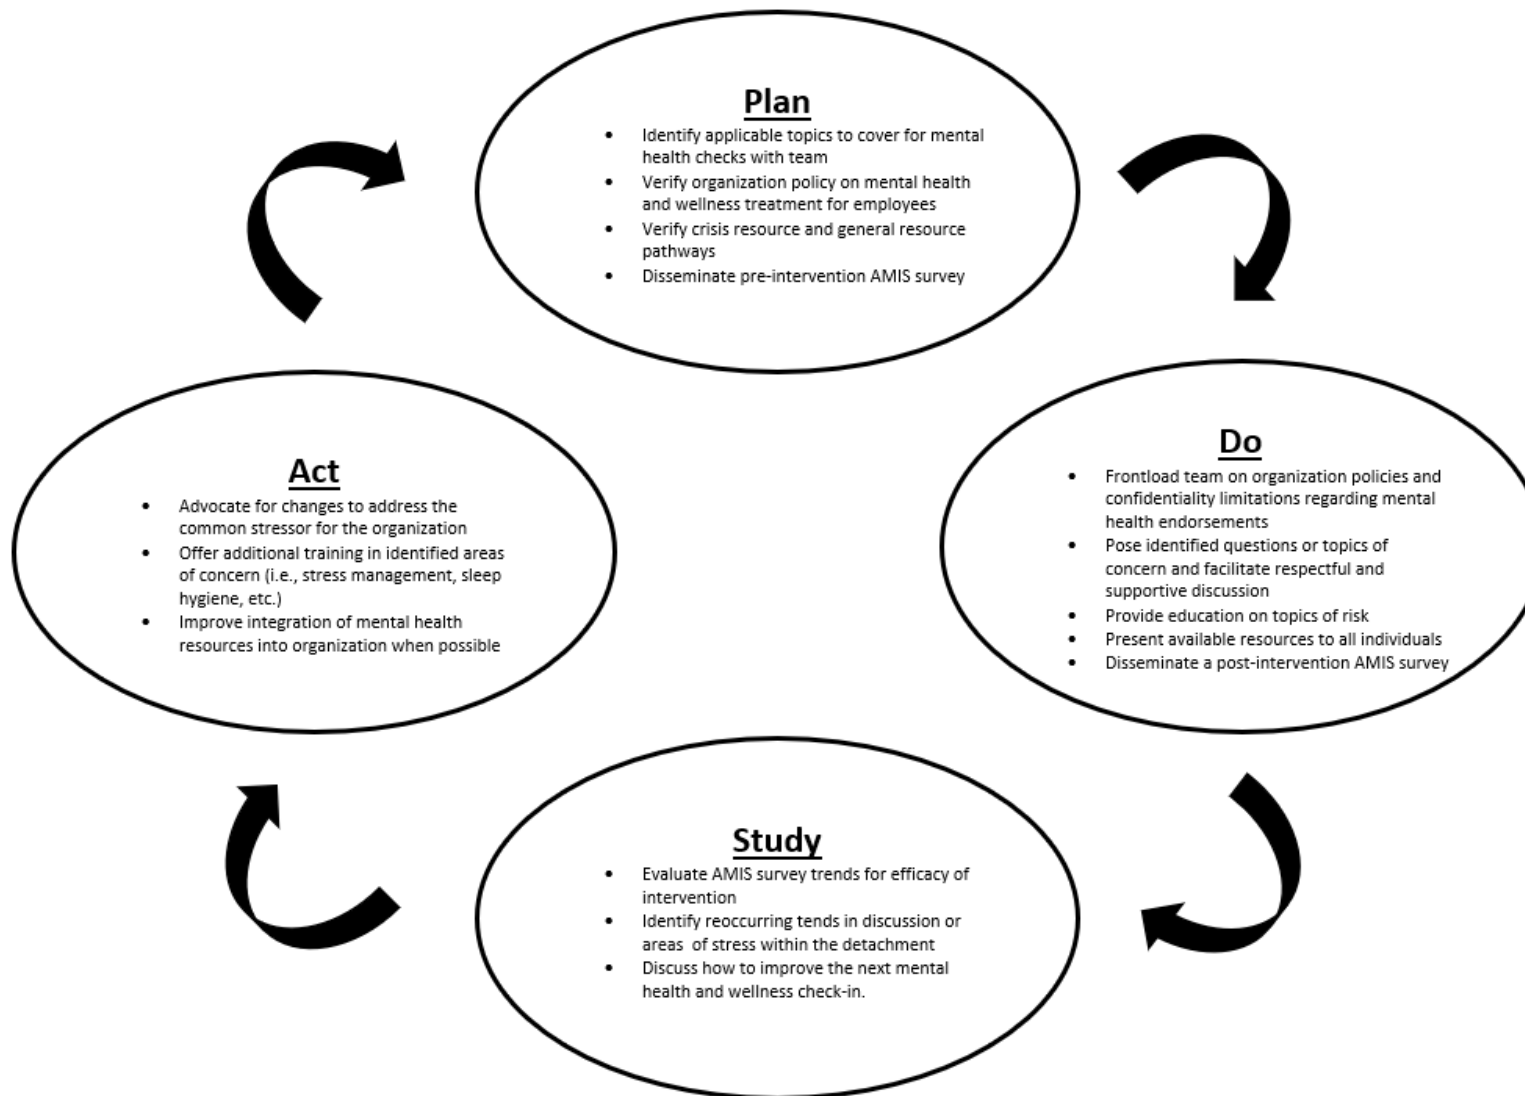 Plan
• Identify applicable topics to cover for mental
health checks with team
• Verify organization policy on mental health
and wellness treatment for employees
• Verify crisis resource and general resource
pathways
• Disseminate pre-intervention AMIS survey
Do
• Frontload team on organization policies and
confidentiality limitations regarding mental
health endorsements
• Pose identified questions or topics of
concern and facilitate respectful and
supportive discussion
• Provide education on topics of risk
• Present available resources to all individuals
• Disseminate a post-intervention AMIS survey
Study
• Evaluate AMIS survey trends for efficacy of
intervention
• Identify reoccurring tends in discussion or
areas of stress within the detachment
• Discuss how to improve the next mental
health and wellness check-in.
Act
• Advocate for changes to address the
common stressor for the organization
• Offer additional training in identified areas
of concern (i.e., stress management, sleep
hygiene, etc.)
• Improve integration of mental health
resources into organization when possible